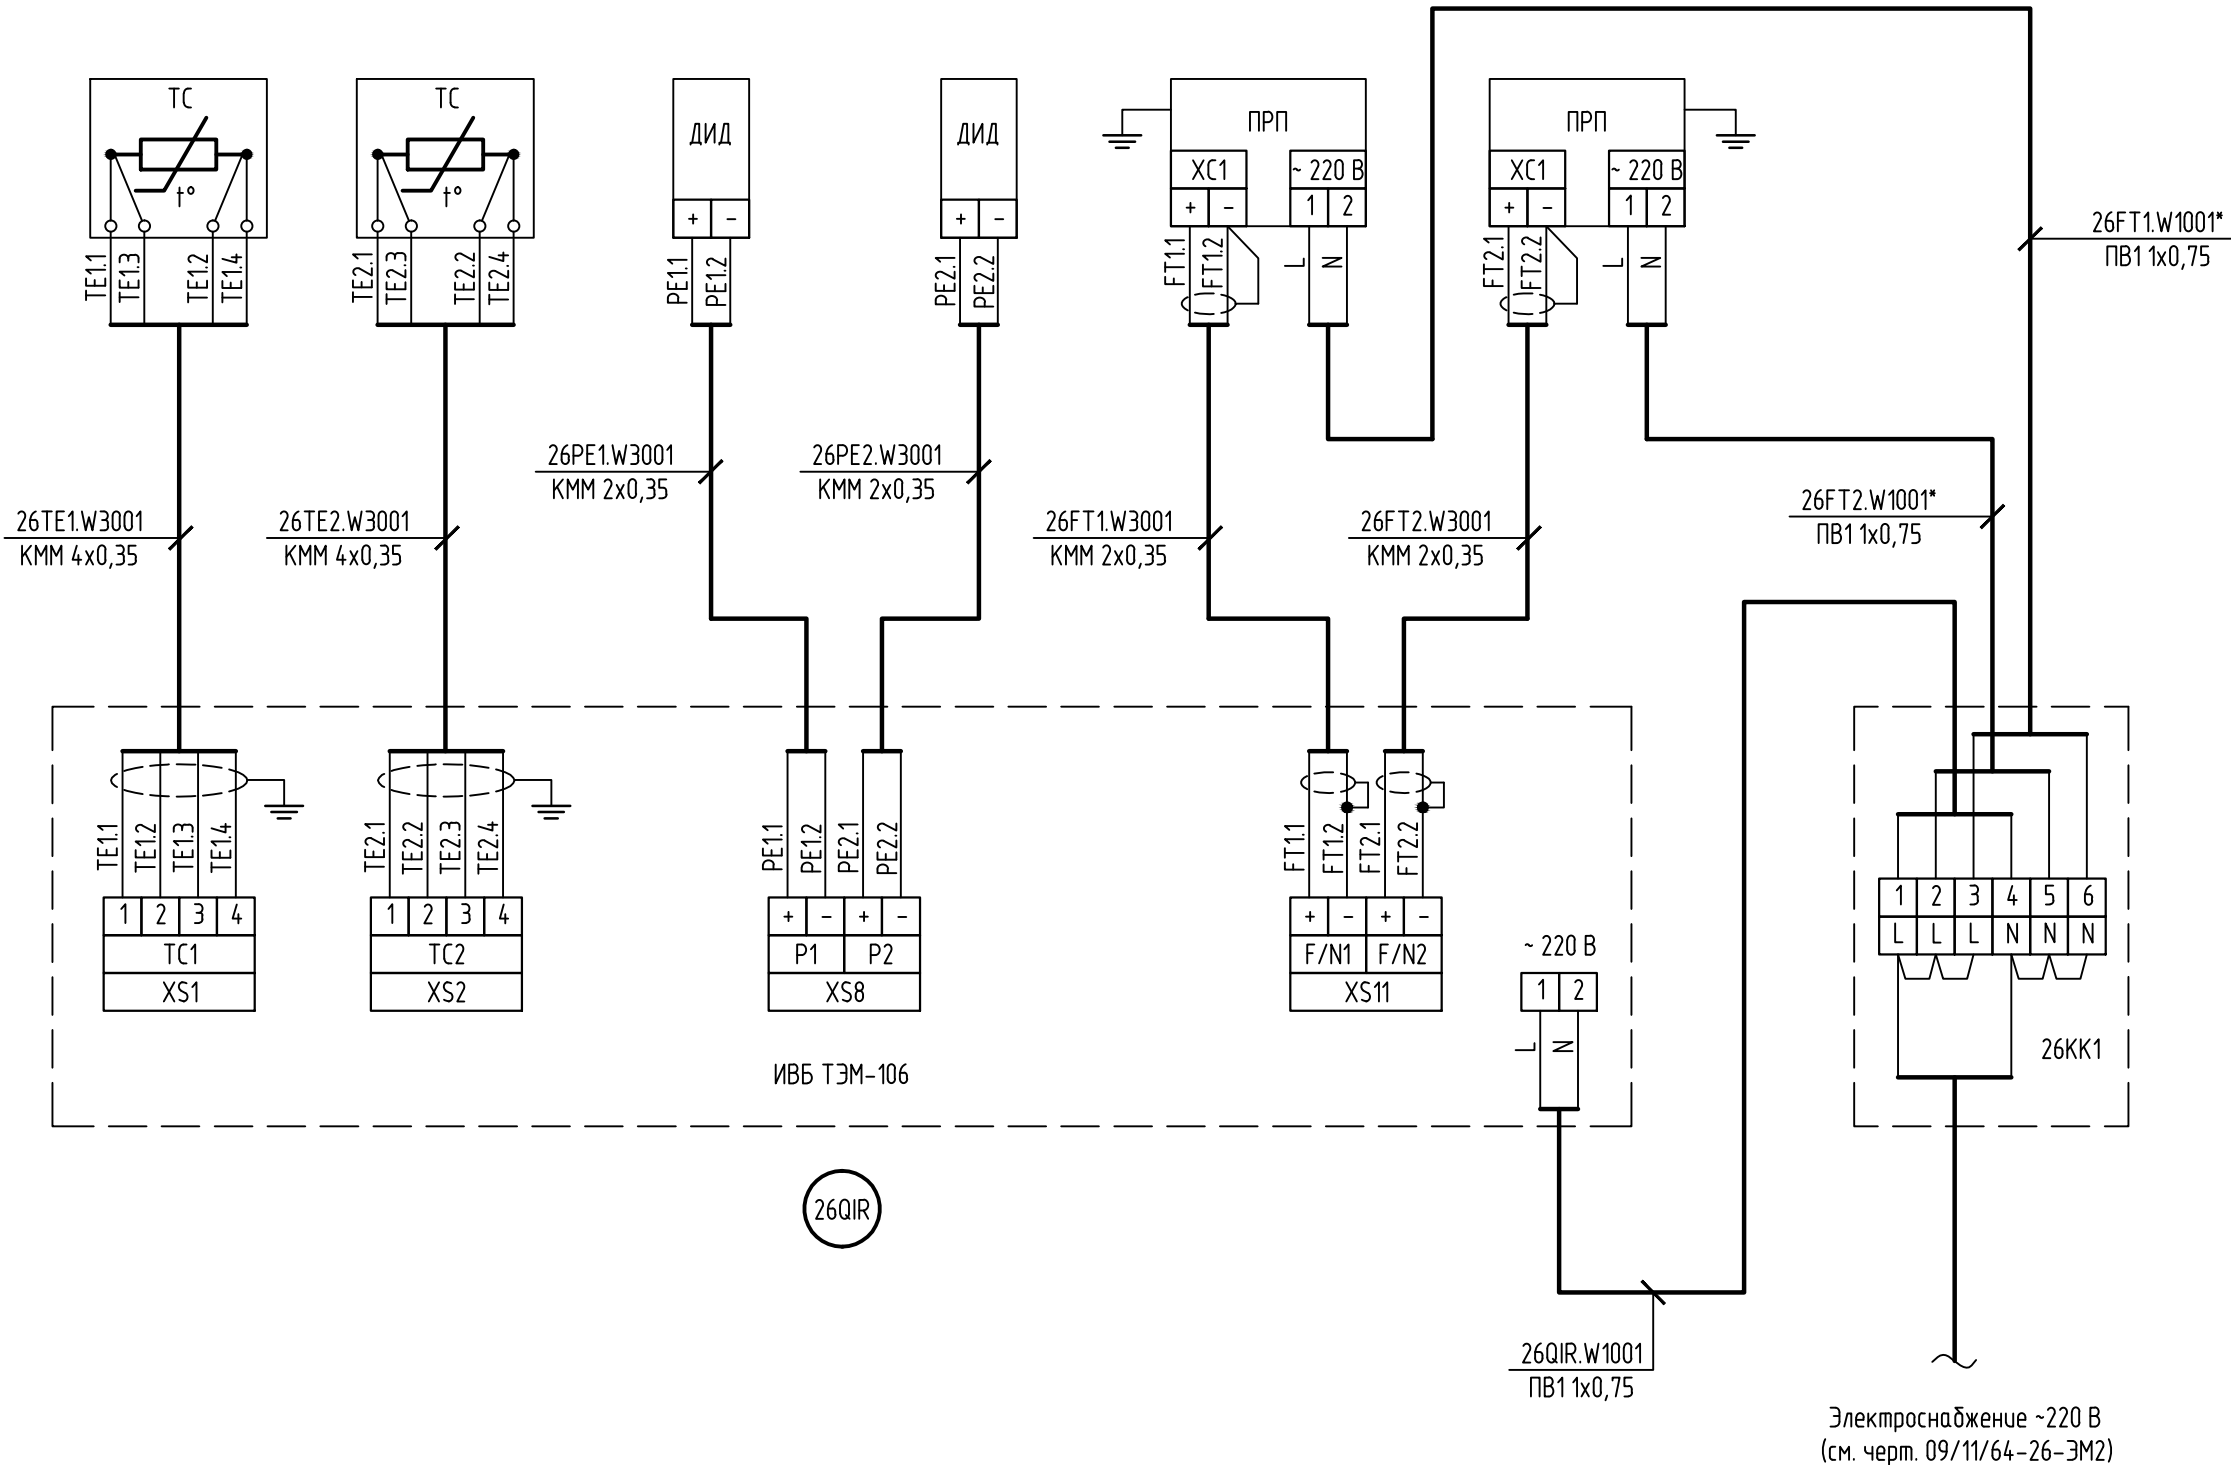 ТС
ТС
ДИД
ДИД
ПРП
ПРП
t°
t°
+ -
+ -
XC1
~ 220 В
+ -
1 2
XC1
~ 220 В
+ -
1 2
26FT1.W1001*
ПВ1 1х0,75
TE1.1
TE1.3
TE1.2
TE1.4
TE2.1
TE2.3
TE2.2
TE2.4
PE1.1
PE1.2
PE2.1
PE2.2
FT1.1
FT1.2
L
N
FT2.1
FT2.2
L
N
26PE1.W3001
КММ 2х0,35
26PE2.W3001
КММ 2х0,35
26TE1.W3001
КММ 4х0,35
26TE2.W3001
КММ 4х0,35
26FT1.W3001
КММ 2х0,35
26FT2.W3001
КММ 2х0,35
26FT2.W1001*
ПВ1 1х0,75
TE1.1
TE1.2
TE1.3
TE1.4
TE2.1
TE2.2
TE2.3
TE2.4
PE1.1
PE1.2
PE2.1
PE2.2
FT1.1
FT1.2
FT2.1
FT2.2
1 2 3 4
ТС1
XS1
1 2 3 4
ТС2
XS2
+ - + -
P1 P2
XS8
+ - + -
F/N1 F/N2
XS11
~ 220 В
1 2
L
N
1 2 3 4 5 6
L L L N N N
26КК1
ИВБ ТЭМ-106
26QIR
26QIR.W1001
ПВ1 1х0,75
Электроснабжение ~220 В
(см. черт. 09/11/64-26-ЭМ2)